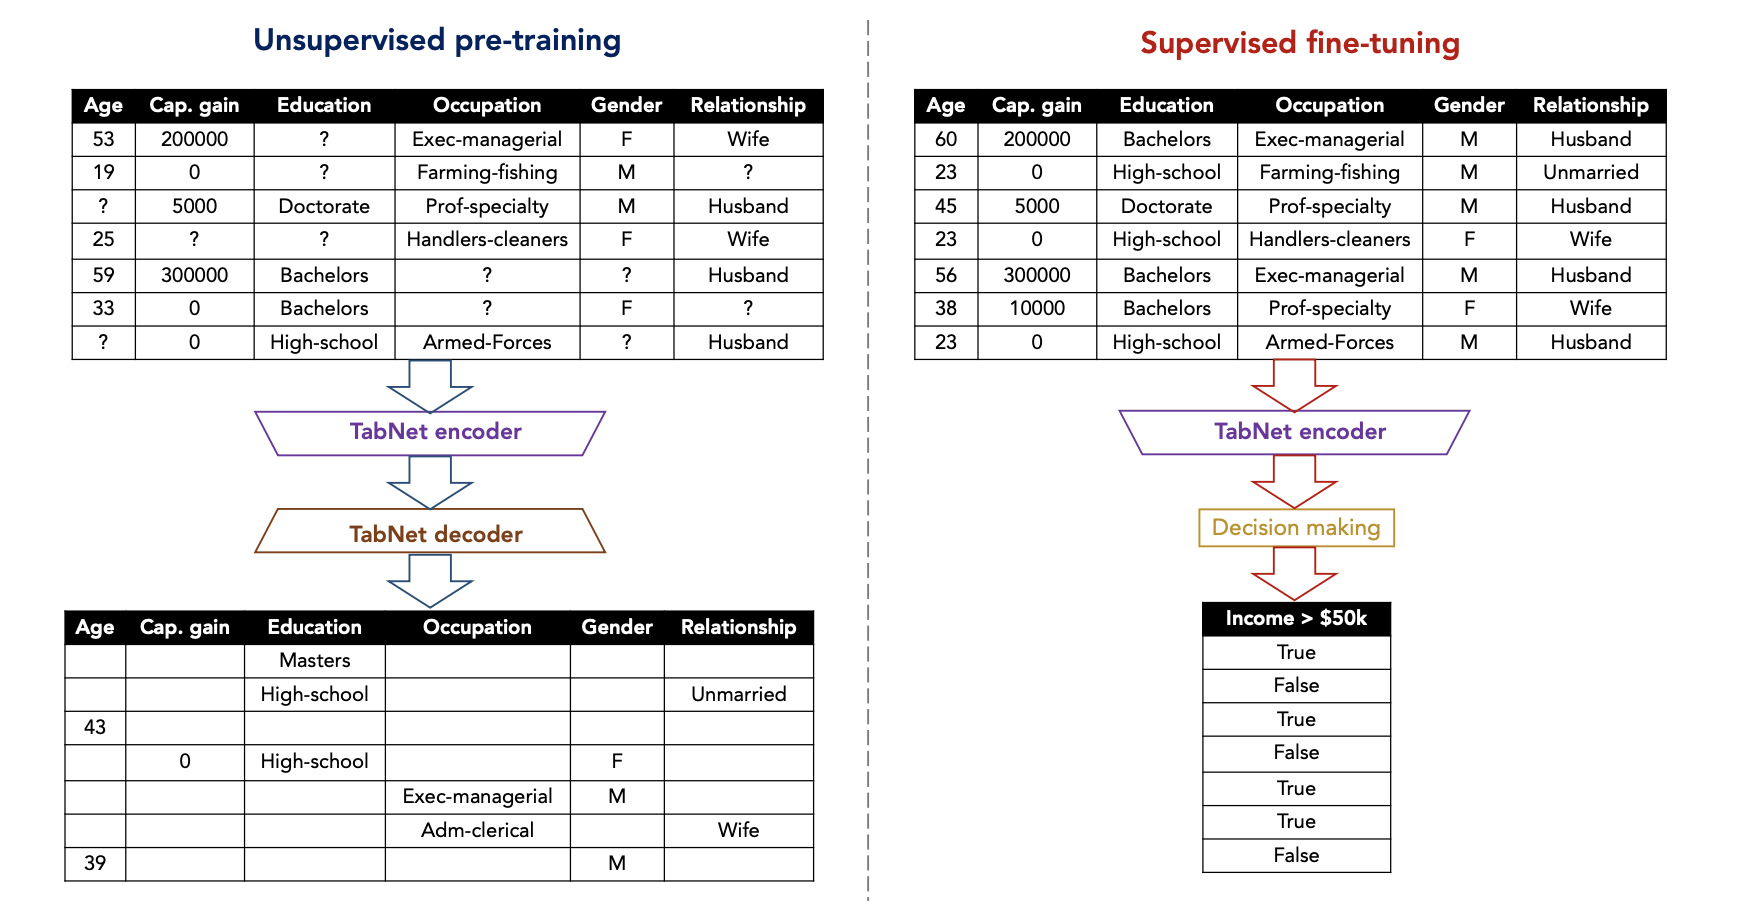 Unsupervised pre-training
Age Cap. gain Education Occupation Gender Relationship
53 200000 ? Exec-managerial F Wife
19 0 ? Farming-fishing M ?
? 5000 Doctorate Prof-specialty M Husband
25 ? ? Handlers-cleaners F Wife
59 300000 Bachelors ? ? Husband
33 0 Bachelors ? F ?
? 0 High-school Armed-Forces ? Husband
TabNet encoder
TabNet decoder
Age Cap. gain Education Occupation Gender Relationship
Masters
High-school Unmarried
43
0 High-school F
Exec-managerial M
Adm-clerical Wife
39 M
Supervised fine-tuning
Age Cap. gain Education Occupation Gender Relationship
60 200000 Bachelors Exec-managerial M Husband
23 0 High-school Farming-fishing M Unmarried
45 5000 Doctorate Prof-specialty M Husband
23 0 High-school Handlers-cleaners F Wife
56 300000 Bachelors Exec-managerial M Husband
38 10000 Bachelors Prof-specialty F Wife
23 0 High-school Armed-Forces M Husband
TabNet encoder
Decision making
Income > $50k
True
False
True
False
True
True
False